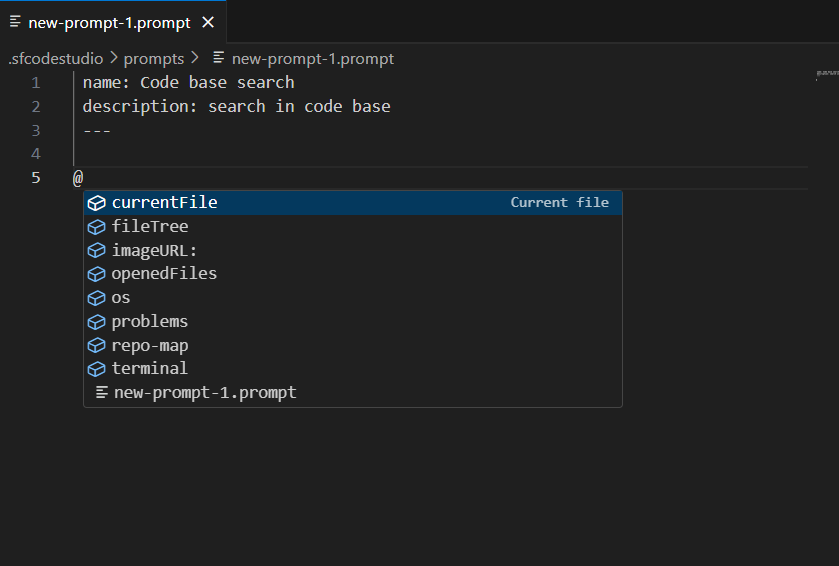 new-prompt-1.prompt
.sfcodestudio > prompts > new-prompt-1.prompt
1 name: Code base search
2 description: search in code base
3 ---
4
5 @
currentFile Current file
fileTree
imageURL:
openedFiles
os
problems
repo-map
terminal
new-prompt-1.prompt